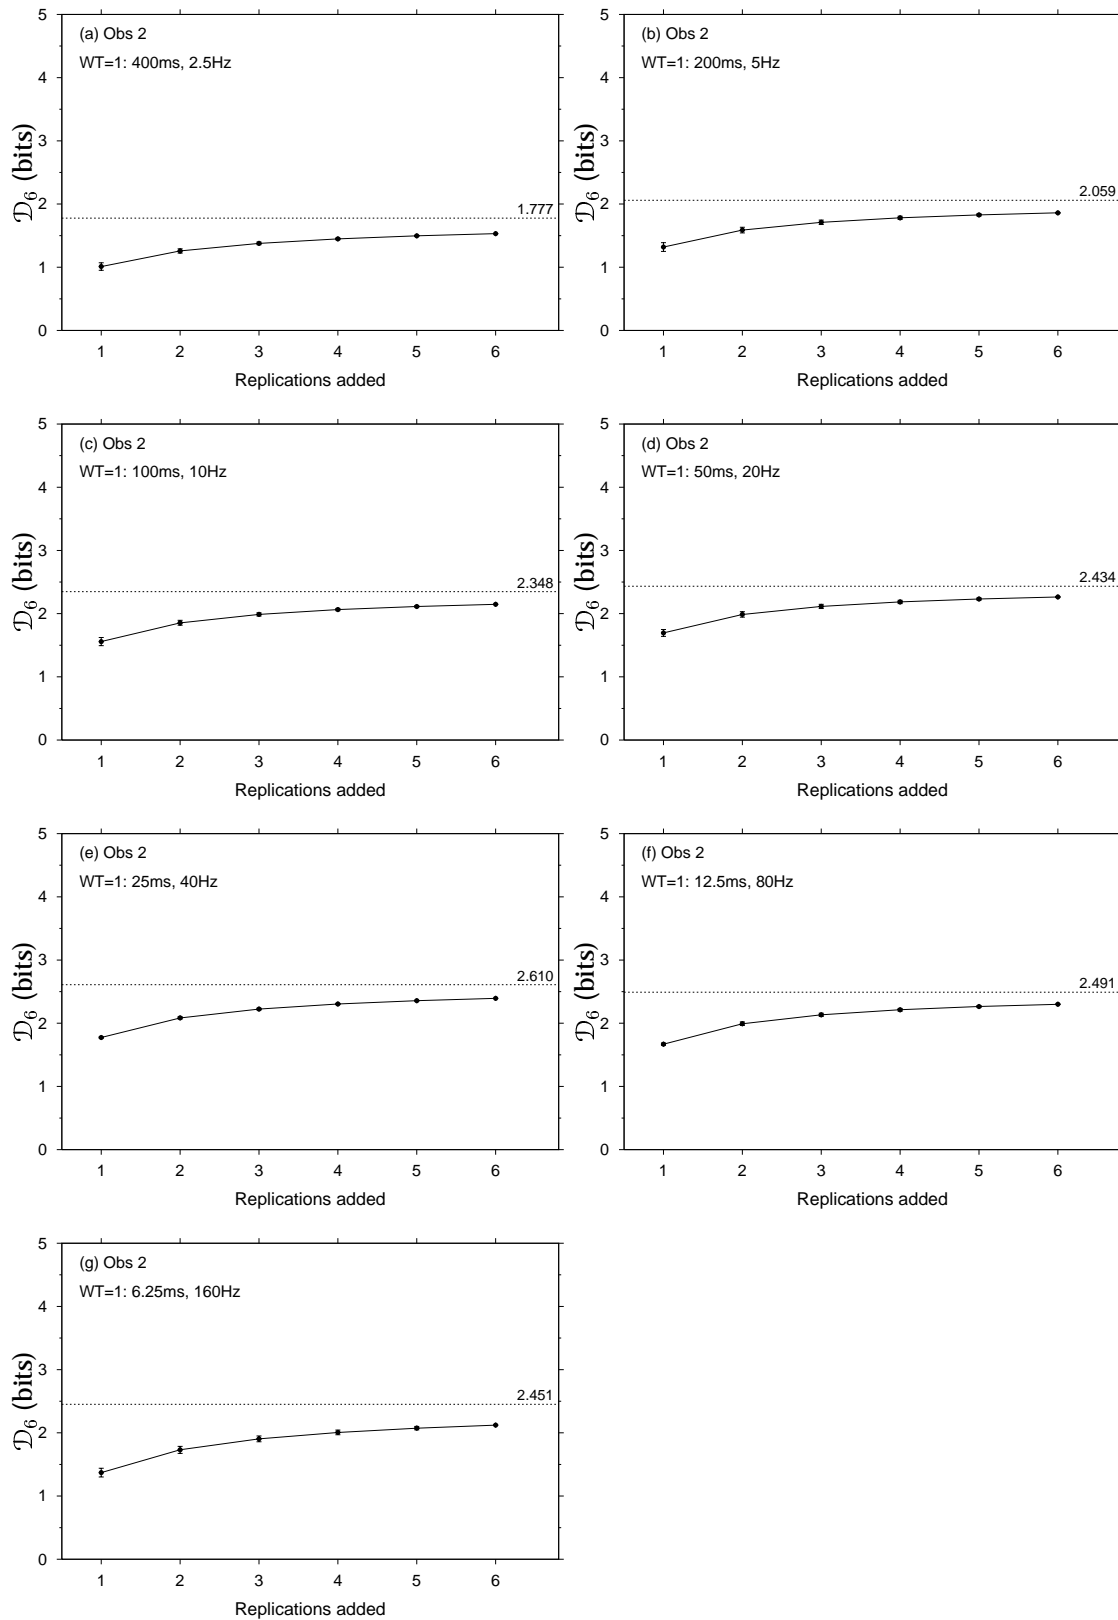 (a) Obs 2
WT=1: 400ms, 2.5Hz
𝒟₆ (bits)
5
4
3
2
1
0
1.777
1 2 3 4 5 6
Replications added
(b) Obs 2
WT=1: 200ms, 5Hz
𝒟₆ (bits)
5
4
3
2
1
0
2.059
1 2 3 4 5 6
Replications added
(c) Obs 2
WT=1: 100ms, 10Hz
𝒟₆ (bits)
5
4
3
2
1
0
2.348
1 2 3 4 5 6
Replications added
(d) Obs 2
WT=1: 50ms, 20Hz
𝒟₆ (bits)
5
4
3
2
1
0
2.434
1 2 3 4 5 6
Replications added
(e) Obs 2
WT=1: 25ms, 40Hz
𝒟₆ (bits)
5
4
3
2
1
0
2.610
1 2 3 4 5 6
Replications added
(f) Obs 2
WT=1: 12.5ms, 80Hz
𝒟₆ (bits)
5
4
3
2
1
0
2.491
1 2 3 4 5 6
Replications added
(g) Obs 2
WT=1: 6.25ms, 160Hz
𝒟₆ (bits)
5
4
3
2
1
0
2.451
1 2 3 4 5 6
Replications added